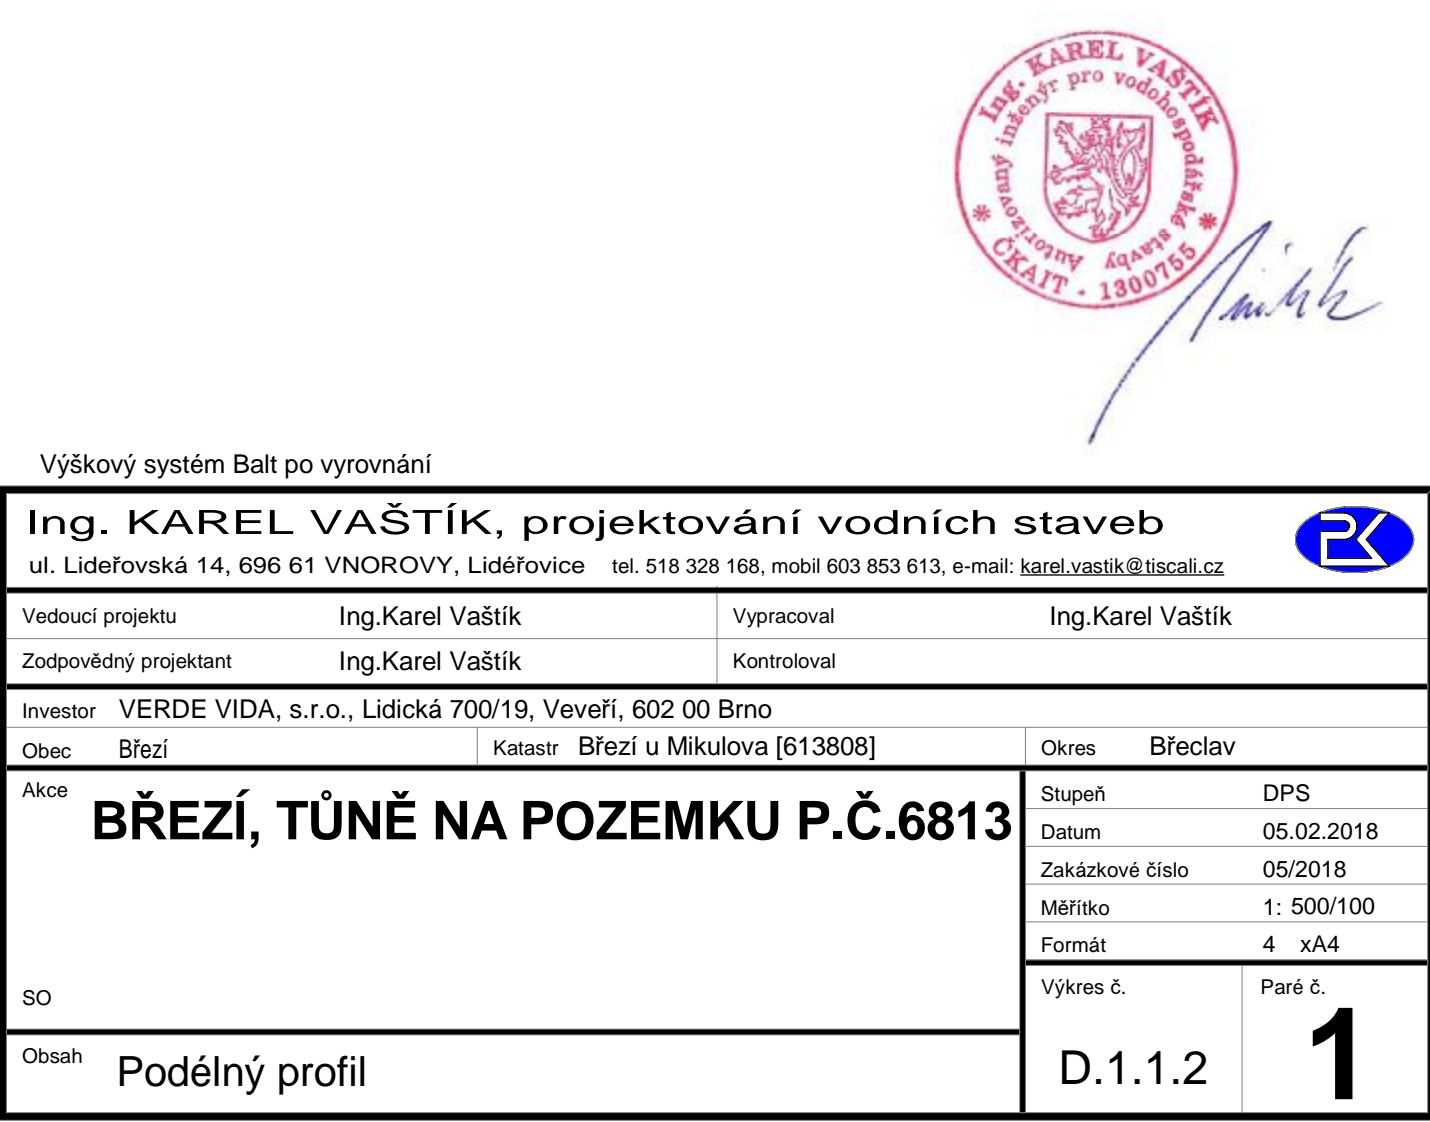 Ing. KAREL VAŠTÍK
Autorizovaný inženýr pro vodohospodářské stavby
* ČKAIT - 1300755 *
Výškový systém Balt po vyrovnání
Ing. KAREL VAŠTÍK, projektování vodních staveb
ul. Lideřovská 14, 696 61 VNOROVY, Lidéřovice tel. 518 328 168, mobil 603 853 613, e-mail: karel.vastik@tiscali.cz
Vedoucí projektu Ing.Karel Vaštík Vypracoval Ing.Karel Vaštík
Zodpovědný projektant Ing.Karel Vaštík Kontroloval
Investor VERDE VIDA, s.r.o., Lidická 700/19, Veveří, 602 00 Brno
Obec Březí Katastr Březí u Mikulova [613808] Okres Břeclav
Akce BŘEZÍ, TŮNĚ NA POZEMKU P.Č.6813
Stupeň DPS
Datum 05.02.2018
Zakázkové číslo 05/2018
Měřítko 1: 500/100
Formát 4 xA4
SO
Výkres č. D.1.1.2
Paré č. 1
Obsah Podélný profil